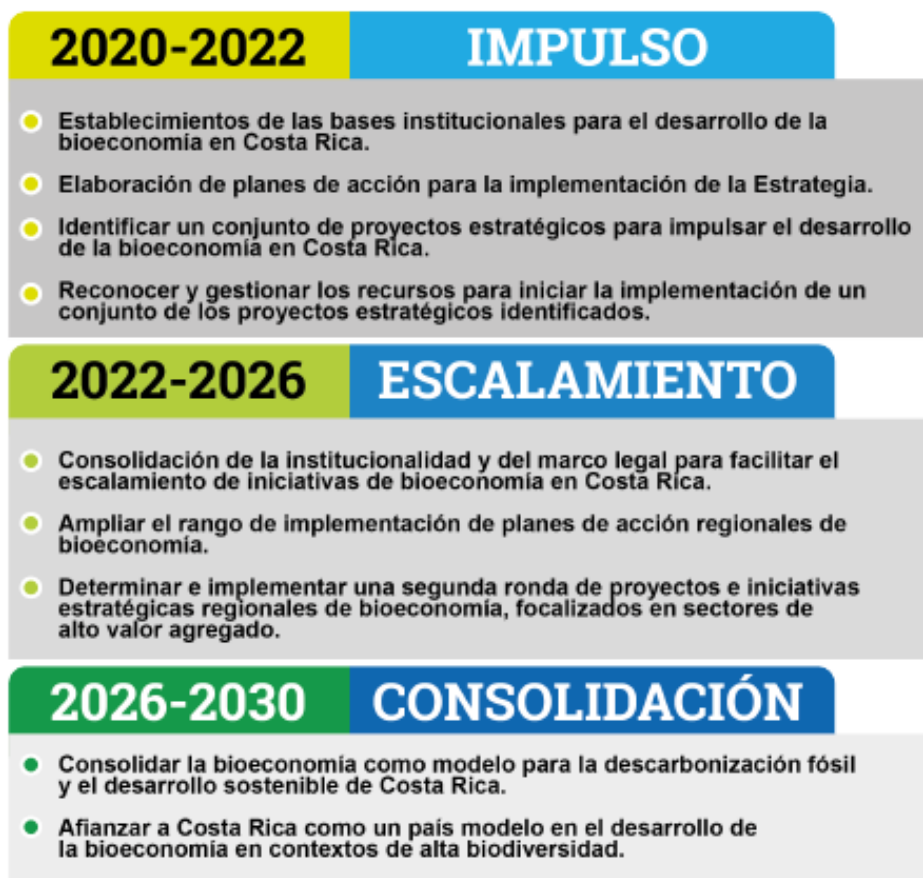 2020-2022 IMPULSO
Establecimientos de las bases institucionales para el desarrollo de la
bioeconomía en Costa Rica.
Elaboración de planes de acción para la implementación de la Estrategia.
Identificar un conjunto de proyectos estratégicos para impulsar el desarrollo
de la bioeconomía en Costa Rica.
Reconocer y gestionar los recursos para iniciar la implementación de un
conjunto de los proyectos estratégicos identificados.
2022-2026 ESCALAMIENTO
Consolidación de la institucionalidad y del marco legal para facilitar el
escalamiento de iniciativas de bioeconomía en Costa Rica.
Ampliar el rango de implementación de planes de acción regionales de
bioeconomía.
Determinar e implementar una segunda ronda de proyectos e iniciativas
estratégicas regionales de bioeconomía, focalizados en sectores de
alto valor agregado.
2026-2030 CONSOLIDACIÓN
Consolidar la bioeconomía como modelo para la descarbonización fósil
y el desarrollo sostenible de Costa Rica.
Afianzar a Costa Rica como un país modelo en el desarrollo de
la bioeconomía en contextos de alta biodiversidad.